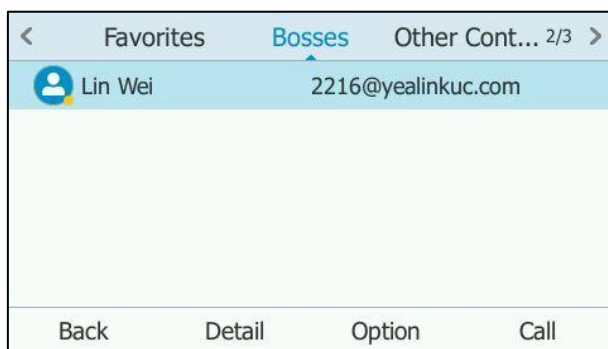 < Favorites Bosses Other Cont... 2/3 >
Lin Wei 2216@yealinkuc.com
Back Detail Option Call